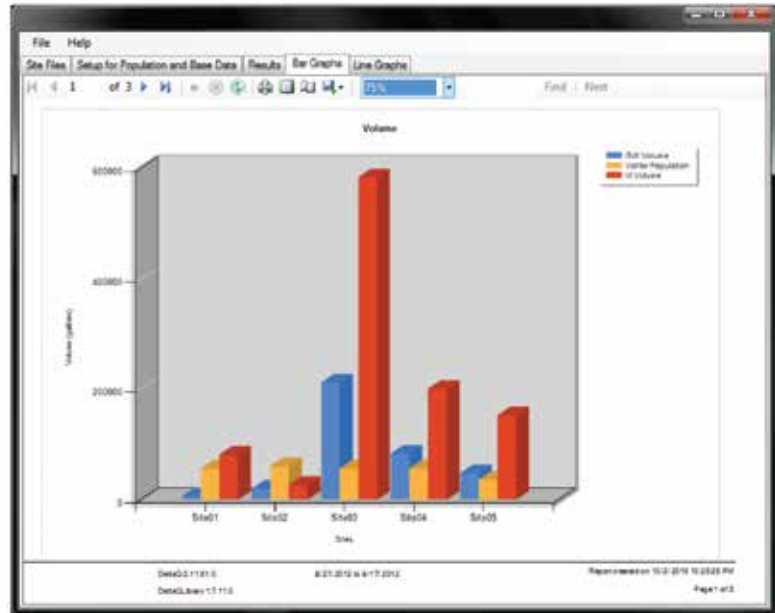 File Help
Site Files Setup for Population and Base Data Results Bar Graphs Line Graphs
1 of 3 75% Find Next
Volume
Volume
Population
Volume
600000
400000
200000
0
Volume (gallons)
Site01 Site02 Site03 Site04 Site05
Sites
Page 1 of 3